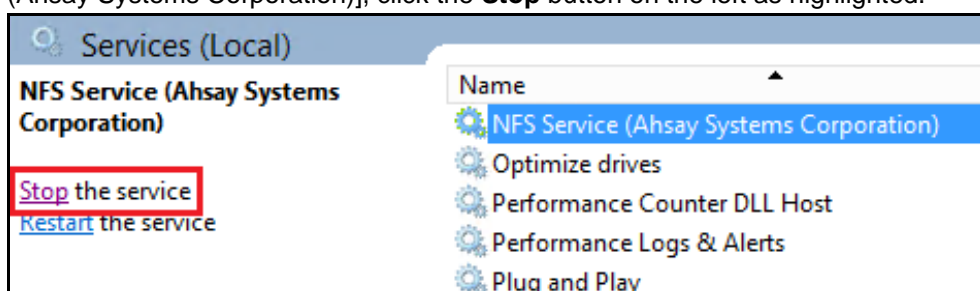 (Ahsay Systems Corporation)], click the Stop button on the left as highlighted.
Services (Local)
NFS Service (Ahsay Systems
Corporation)
Stop the service
Restart the service
Name
NFS Service (Ahsay Systems Corporation)
Optimize drives
Performance Counter DLL Host
Performance Logs & Alerts
Plug and Play